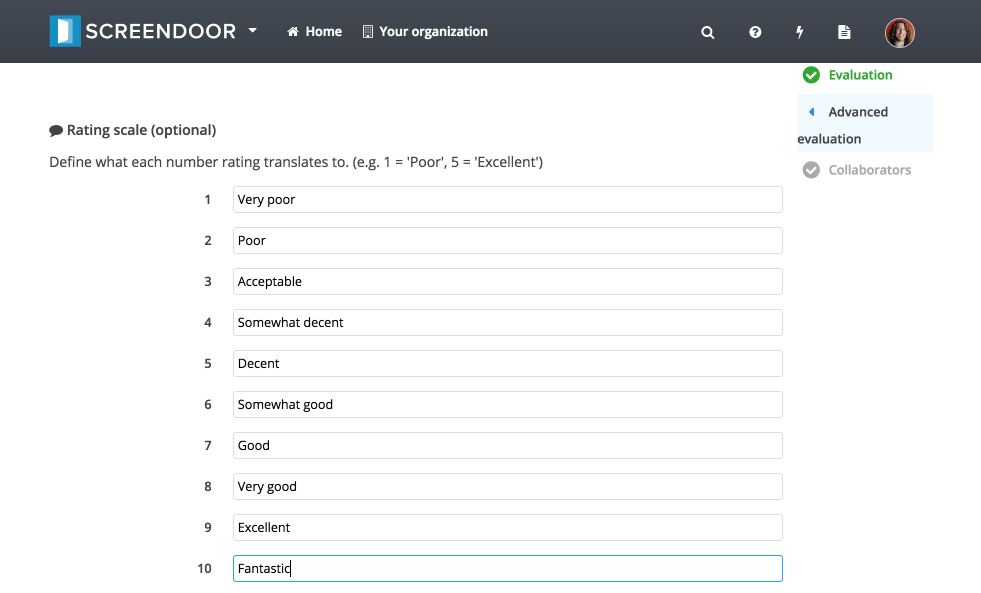 SCREENDOOR Home Your organization
Evaluation
Advanced
evaluation
Collaborators
Rating scale (optional)
Define what each number rating translates to. (e.g. 1 = 'Poor', 5 = 'Excellent')
1 Very poor
2 Poor
3 Acceptable
4 Somewhat decent
5 Decent
6 Somewhat good
7 Good
8 Very good
9 Excellent
10 Fantastic